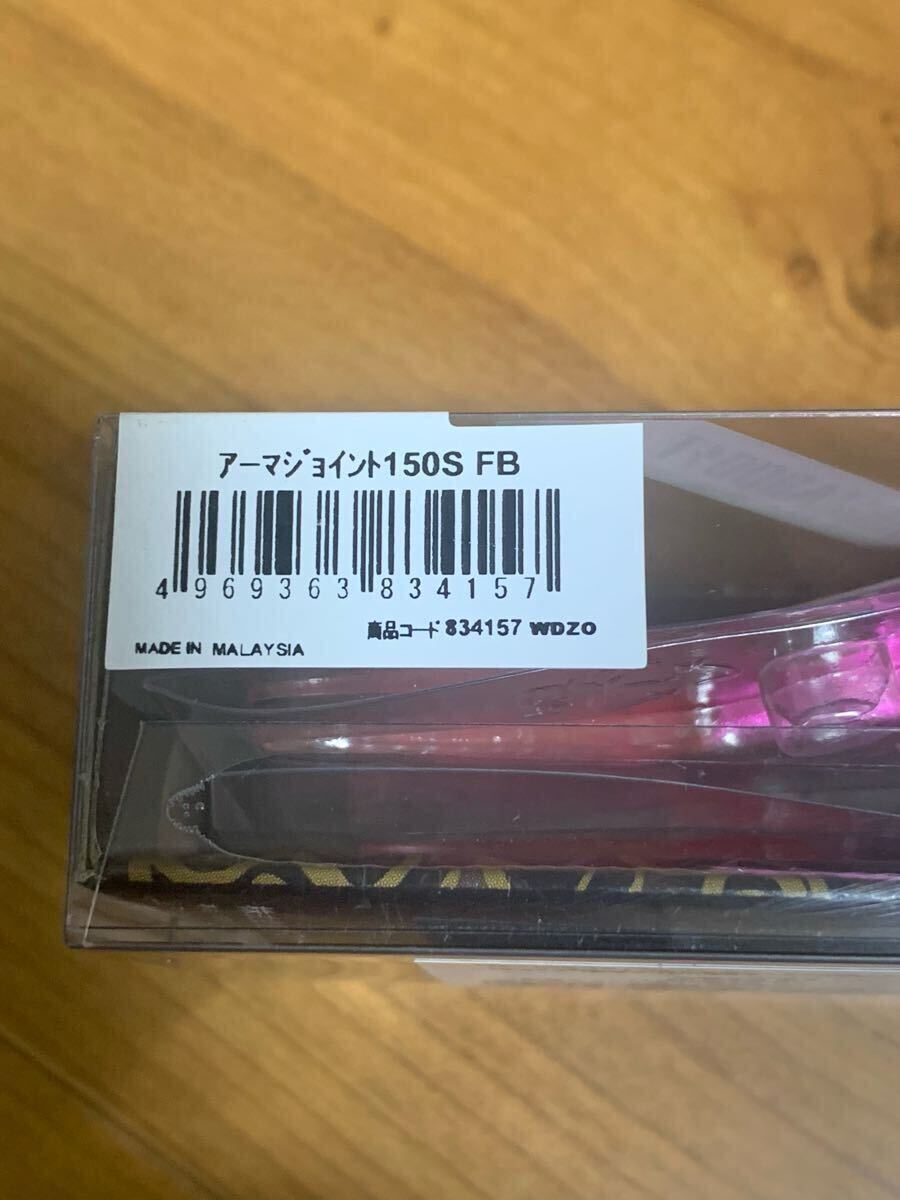 ｱｰﾏｼﾞｮｲﾝﾄ150S FB
4 969363 834157
商品ｺｰﾄﾞ 834157 WDZO
MADE IN MALAYSIA